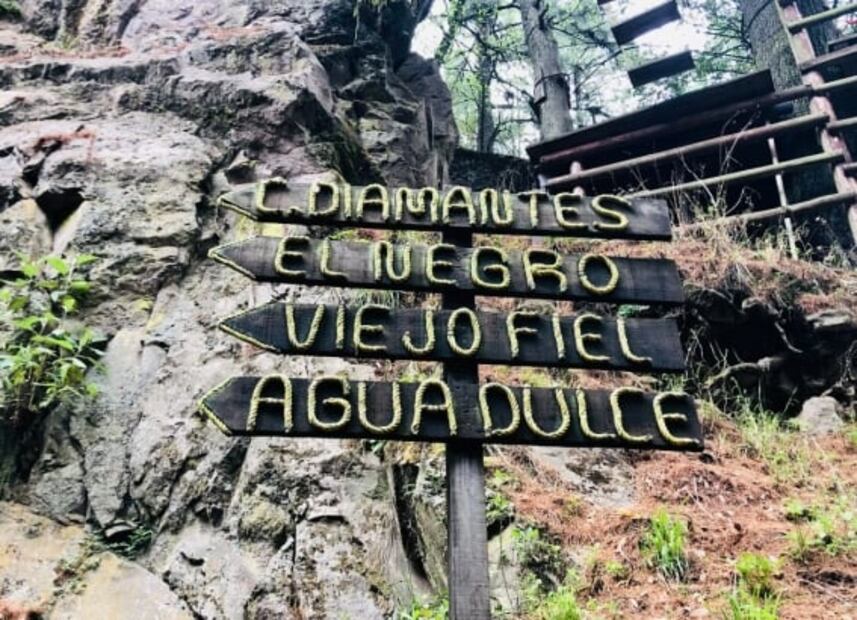 C. DIAMANTES
EL NEGRO
VIEJO FIEL
AGUA DULCE